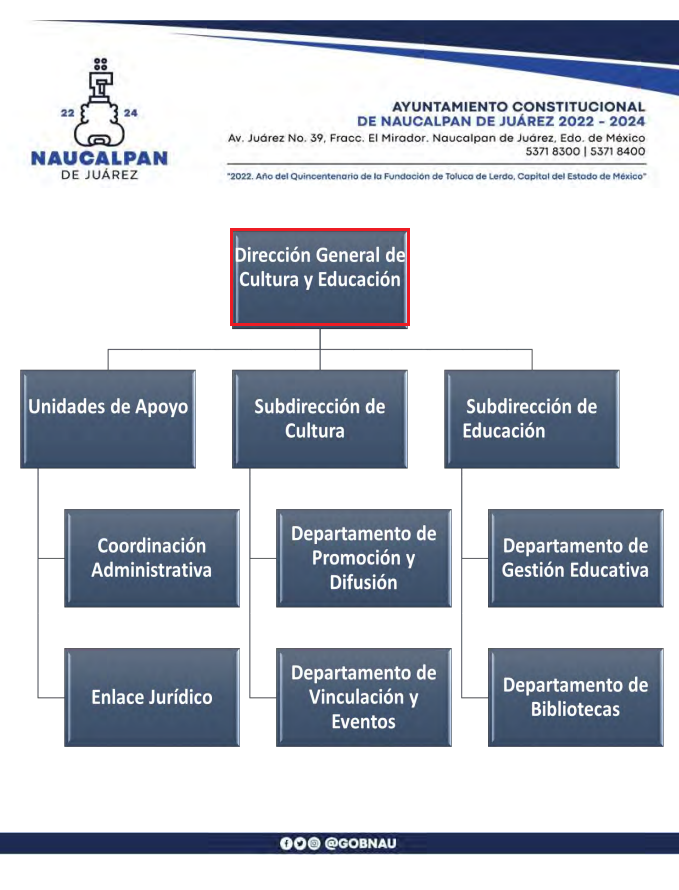 22 24
NAUCALPAN
DE JUÁREZ
AYUNTAMIENTO CONSTITUCIONAL
DE NAUCALPAN DE JUÁREZ 2022 - 2024
Av. Juárez No. 39, Fracc. El Mirador. Naucalpan de Juárez, Edo. de México
5371 8300 | 5371 8400
"2022. Año del Quincentenario de la Fundación de Toluca de Lerdo, Capital del Estado de México"
Dirección General de
Cultura y Educación
Unidades de Apoyo
Subdirección de
Cultura
Subdirección de
Educación
Coordinación
Administrativa
Departamento de
Promoción y
Difusión
Departamento de
Gestión Educativa
Enlace Jurídico
Departamento de
Vinculación y
Eventos
Departamento de
Bibliotecas
@GOBNAU